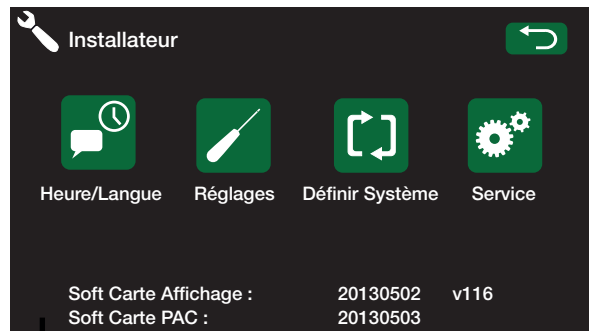 Installateur
Heure/Langue Réglages Définir Système Service
Soft Carte Affichage : 20130502 v116
Soft Carte PAC : 20130503